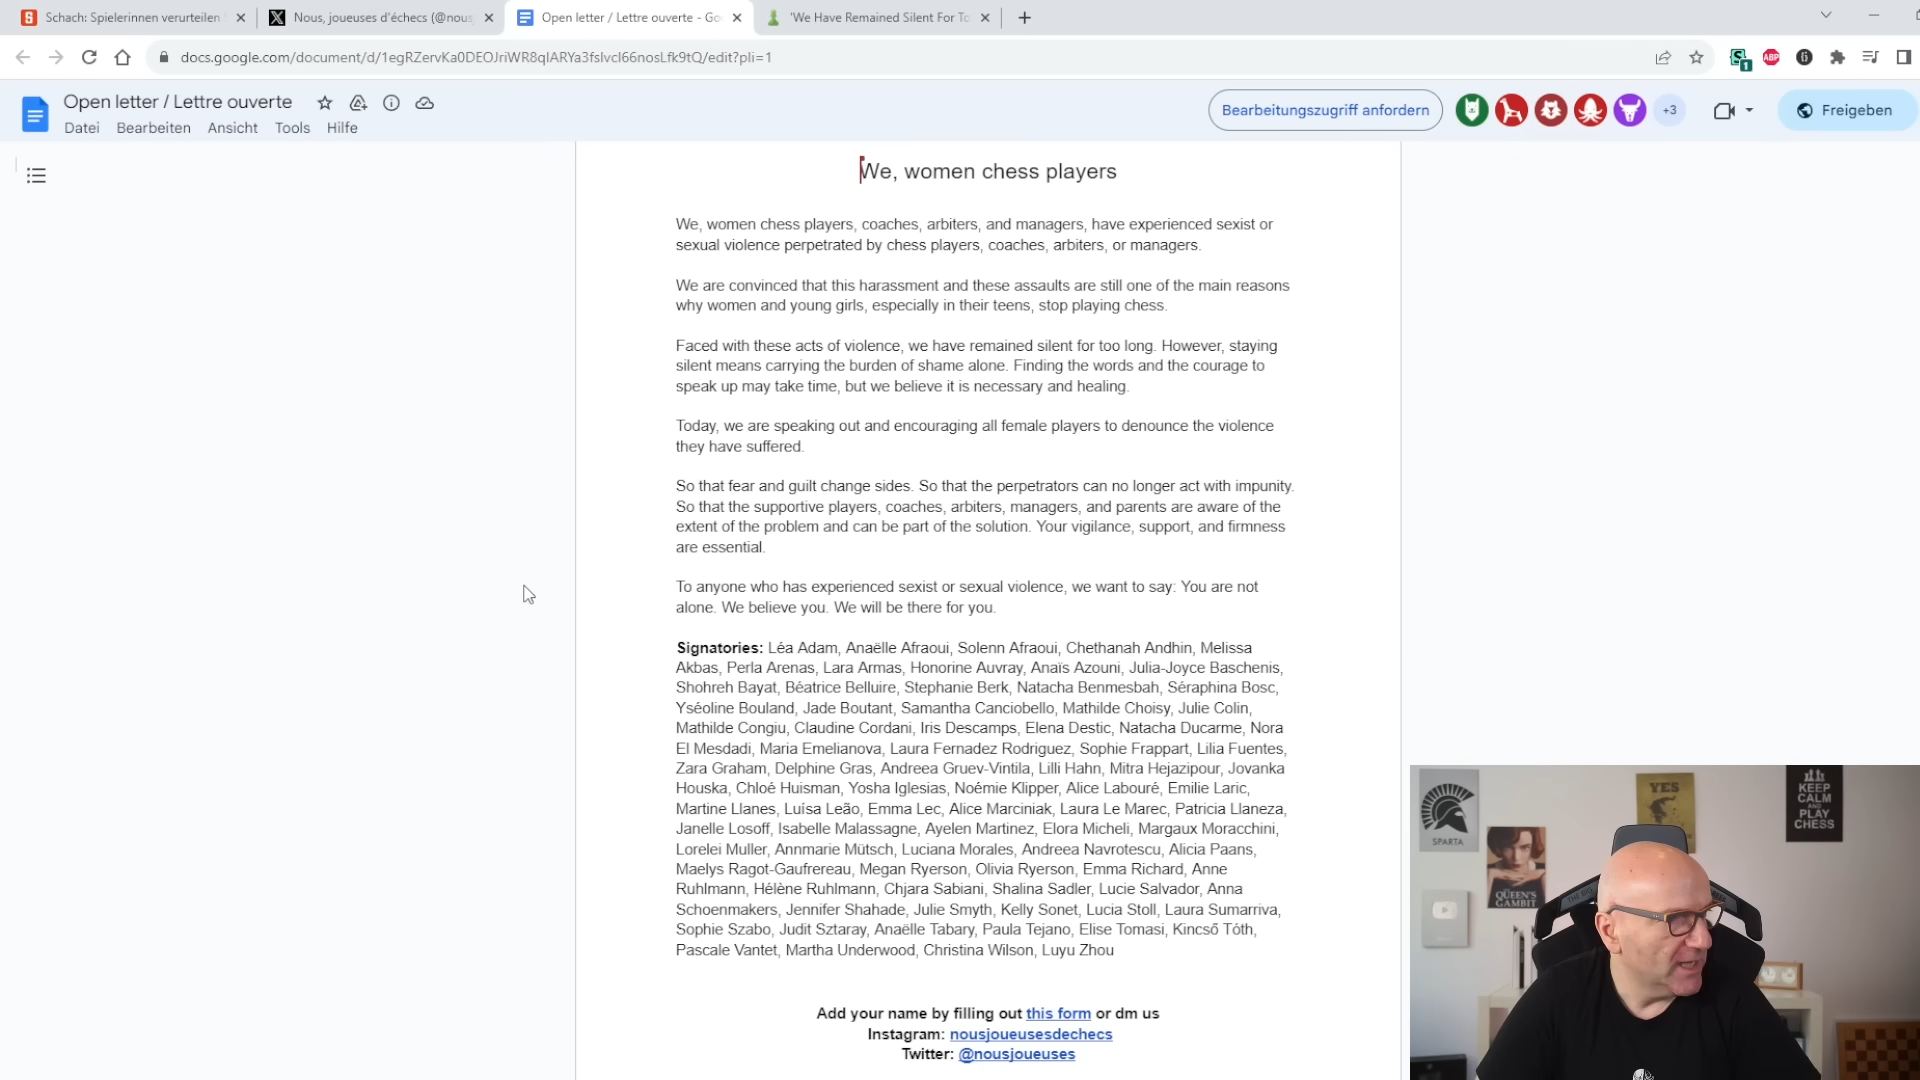 Schach: Spielerinnen verurteilen
Nous, joueuses d'échecs (@nous
Open letter / Lettre ouverte - Go
'We Have Remained Silent For To
docs.google.com/document/d/1egRZervKa0DEOJriWR8qIARYa3fsIvcI66nosLfk9tQ/edit?pli=1
ABP
1
Open letter / Lettre ouverte
Datei Bearbeiten Ansicht Tools Hilfe
Bearbeitungszugriff anfordern
+3
Freigeben
We, women chess players
We, women chess players, coaches, arbiters, and managers, have experienced sexist or
sexual violence perpetrated by chess players, coaches, arbiters, or managers.
We are convinced that this harassment and these assaults are still one of the main reasons
why women and young girls, especially in their teens, stop playing chess.
Faced with these acts of violence, we have remained silent for too long. However, staying
silent means carrying the burden of shame alone. Finding the words and the courage to
speak up may take time, but we believe it is necessary and healing.
Today, we are speaking out and encouraging all female players to denounce the violence
they have suffered.
So that fear and guilt change sides. So that the perpetrators can no longer act with impunity.
So that the supportive players, coaches, arbiters, managers, and parents are aware of the
extent of the problem and can be part of the solution. Your vigilance, support, and firmness
are essential.
To anyone who has experienced sexist or sexual violence, we want to say: You are not
alone. We believe you. We will be there for you.
Signatories: Léa Adam, Anaëlle Afraoui, Solenn Afraoui, Chethanah Andhin, Melissa
Akbas, Perla Arenas, Lara Armas, Honorine Auvray, Anaïs Azouni, Julia-Joyce Baschenis,
Shohreh Bayat, Béatrice Belluire, Stephanie Berk, Natacha Benmesbah, Séraphina Bosc,
Yséoline Bouland, Jade Boutant, Samantha Canciobello, Mathilde Choisy, Julie Colin,
Mathilde Congiu, Claudine Cordani, Iris Descamps, Elena Destic, Natacha Ducarme, Nora
El Mesdadi, Maria Emelianova, Laura Fernadez Rodriguez, Sophie Frappart, Lilia Fuentes,
Zara Graham, Delphine Gras, Andreea Gruev-Vintila, Lilli Hahn, Mitra Hejazipour, Jovanka
Houska, Chloé Huisman, Yosha Iglesias, Noémie Klipper, Alice Labouré, Emilie Laric,
Martine Llanes, Luísa Leão, Emma Lec, Alice Marciniak, Laura Le Marec, Patricia Llaneza,
Janelle Losoff, Isabelle Malassagne, Ayelen Martinez, Elora Micheli, Margaux Moracchini,
Lorelei Muller, Annmarie Mütsch, Luciana Morales, Andreea Navrotescu, Alicia Paans,
Maelys Ragot-Gaufrereau, Megan Ryerson, Olivia Ryerson, Emma Richard, Anne
Ruhlmann, Hélène Ruhlmann, Chjara Sabiani, Shalina Sadler, Lucie Salvador, Anna
Schoenmakers, Jennifer Shahade, Julie Smyth, Kelly Sonet, Lucia Stoll, Laura Sumarriva,
Sophie Szabo, Judit Sztaray, Anaëlle Tabary, Paula Tejano, Elise Tomasi, Kincső Tóth,
Pascale Vantet, Martha Underwood, Christina Wilson, Luyu Zhou
Add your name by filling out this form or dm us
Instagram: nousjoueusesdechecs
Twitter: @nousjoueuses
SPARTA
YES
KEEP
CALM
AND
PLAY
CHESS
THE
QUEEN'S
GAMBIT